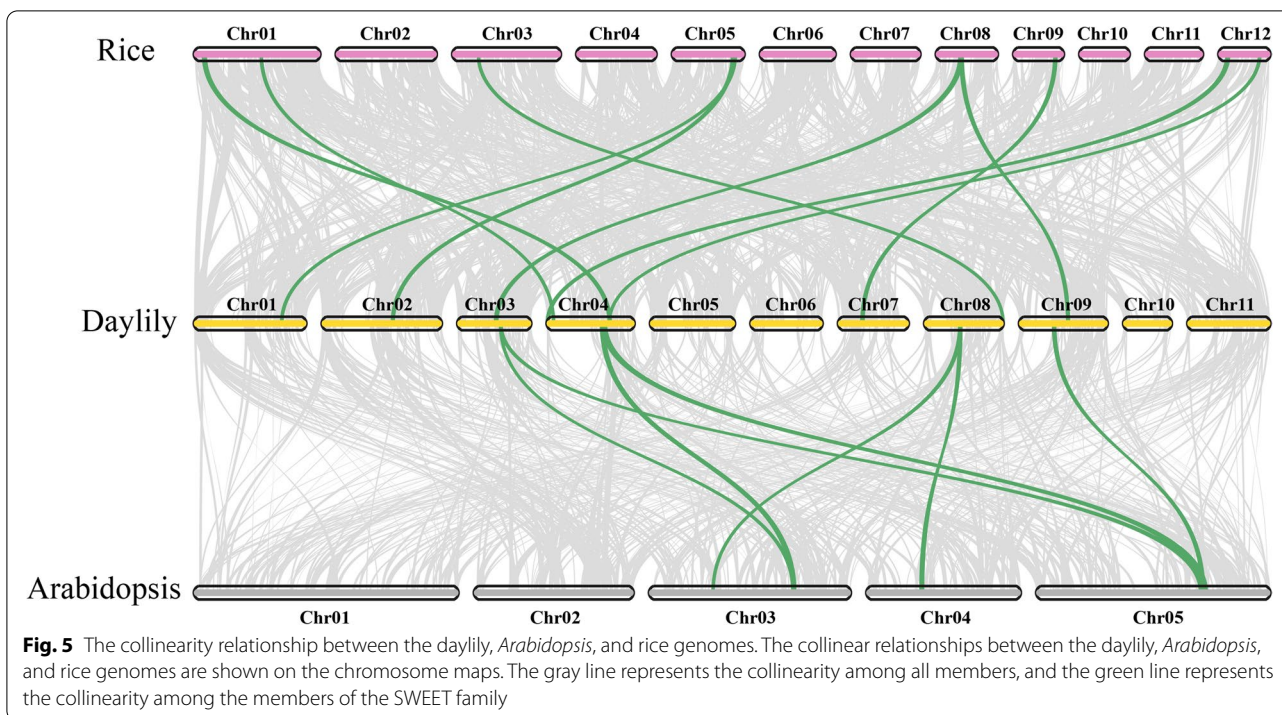 Rice Chr01 Chr02 Chr03 Chr04 Chr05 Chr06 Chr07 Chr08 Chr09 Chr10 Chr11 Chr12
Daylily Chr01 Chr02 Chr03 Chr04 Chr05 Chr06 Chr07 Chr08 Chr09 Chr10 Chr11
Arabidopsis
Chr01 Chr02 Chr03 Chr04 Chr05
Fig. 5 The collinearity relationship between the daylily, Arabidopsis, and rice genomes. The collinear relationships between the daylily, Arabidopsis,
and rice genomes are shown on the chromosome maps. The gray line represents the collinearity among all members, and the green line represents
the collinearity among the members of the SWEET family